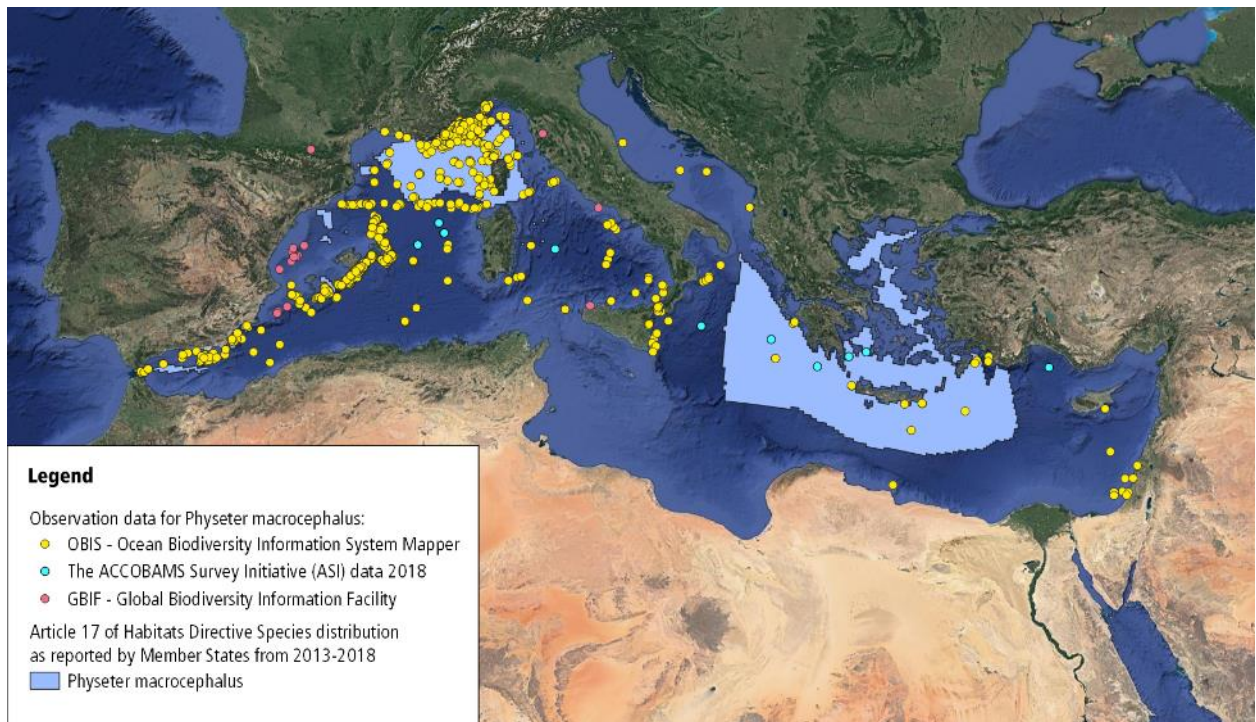 Legend
Observation data for Physeter macrocephalus:
OBIS - Ocean Biodiversity Information System Mapper
The ACCOBAMS Survey Initiative (ASI) data 2018
GBIF - Global Biodiversity Information Facility
Article 17 of Habitats Directive Species distribution
as reported by Member States from 2013-2018
Physeter macrocephalus